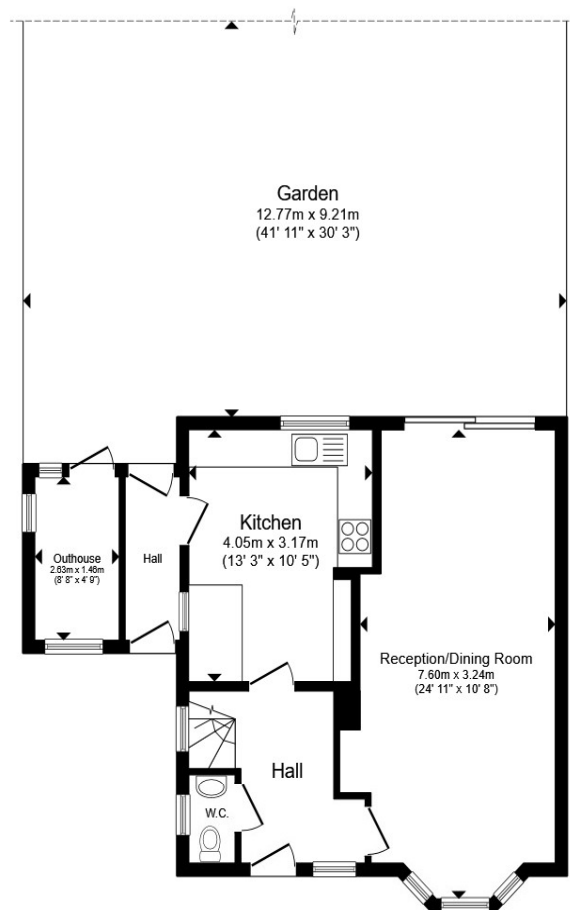 Garden
12.77m x 9.21m
(41' 11" x 30' 3")
Kitchen
4.05m x 3.17m
(13' 3" x 10' 5")
Outhouse
2.63m x 1.46m
(8' 8" x 4' 9")
Hall
Reception/Dining Room
7.60m x 3.24m
(24' 11" x 10' 8")
Hall
W.C.